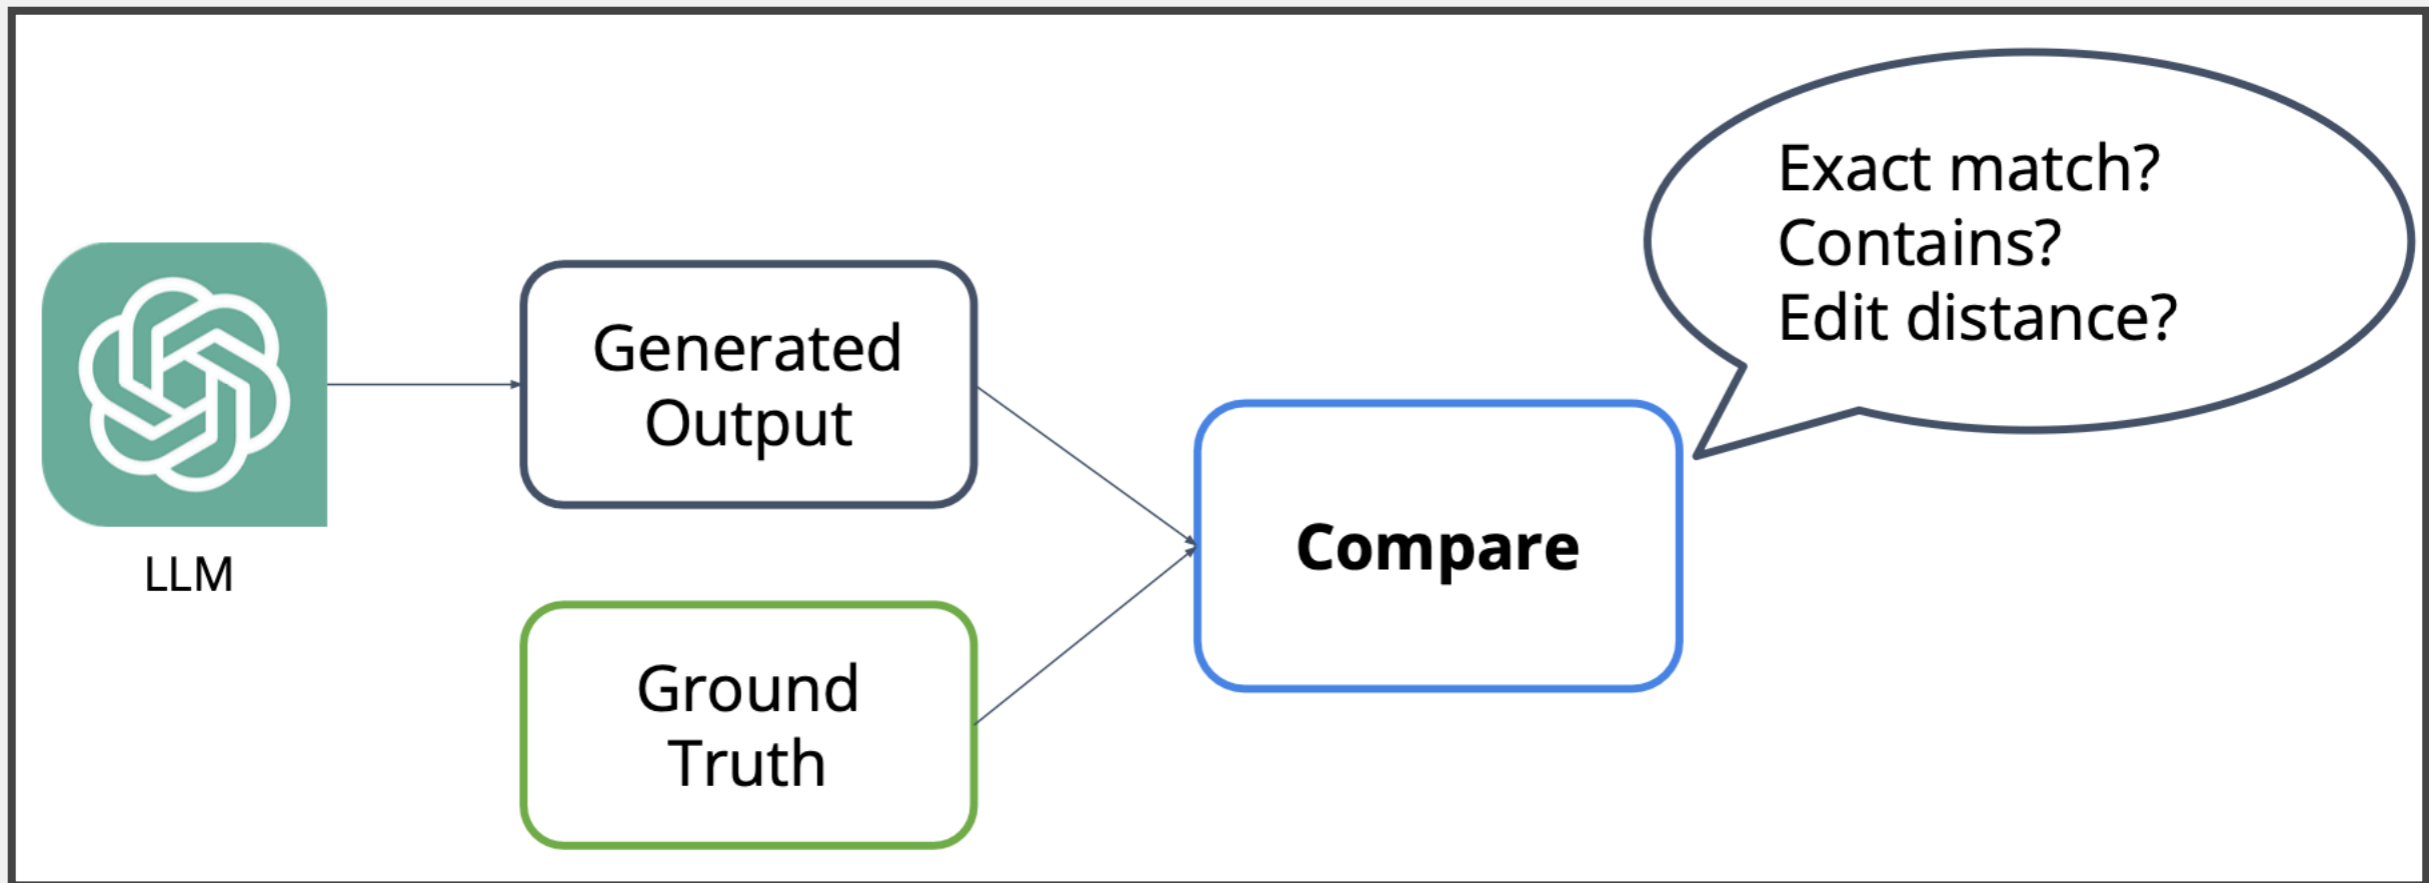 LLM
Generated
Output
Ground
Truth
Compare
Exact match?
Contains?
Edit distance?